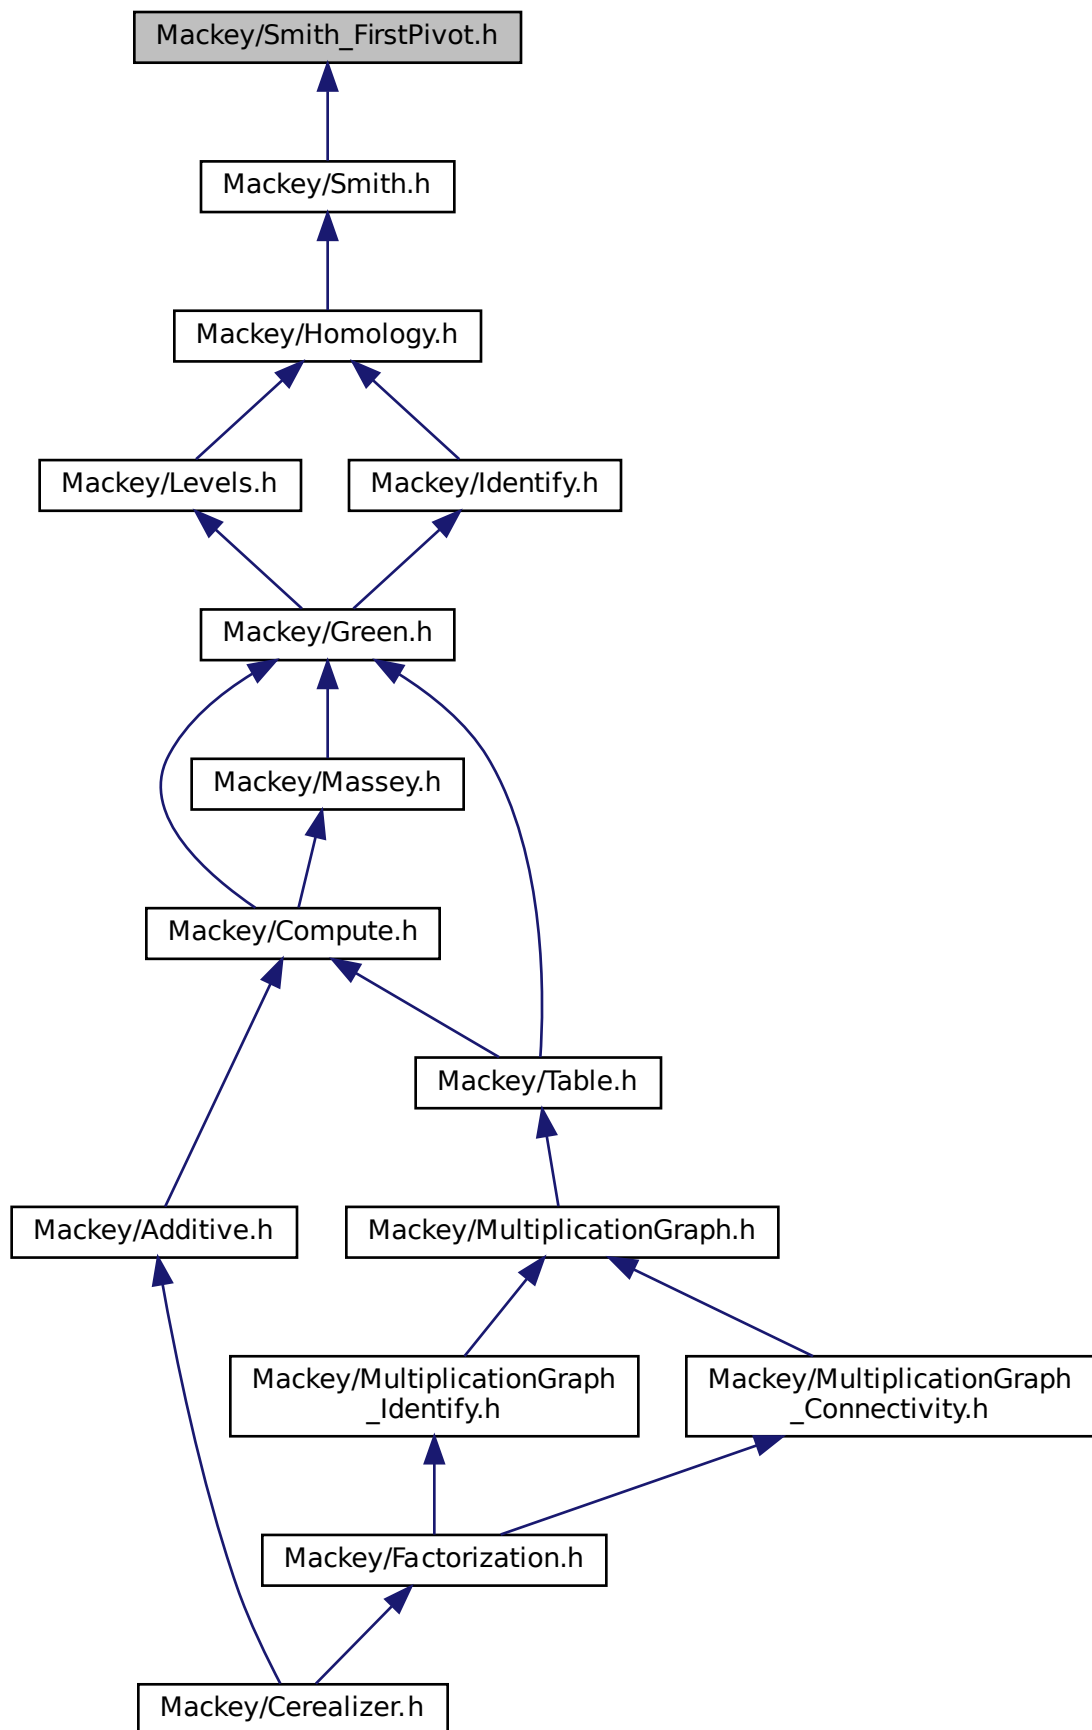 Mackey/Smith_FirstPivot.h
Mackey/Smith.h
Mackey/Homology.h
Mackey/Levels.h
Mackey/Identify.h
Mackey/Green.h
Mackey/Massey.h
Mackey/Compute.h
Mackey/Table.h
Mackey/Additive.h
Mackey/MultiplicationGraph.h
Mackey/MultiplicationGraph
_Identify.h
Mackey/MultiplicationGraph
_Connectivity.h
Mackey/Factorization.h
Mackey/Cerealizer.h